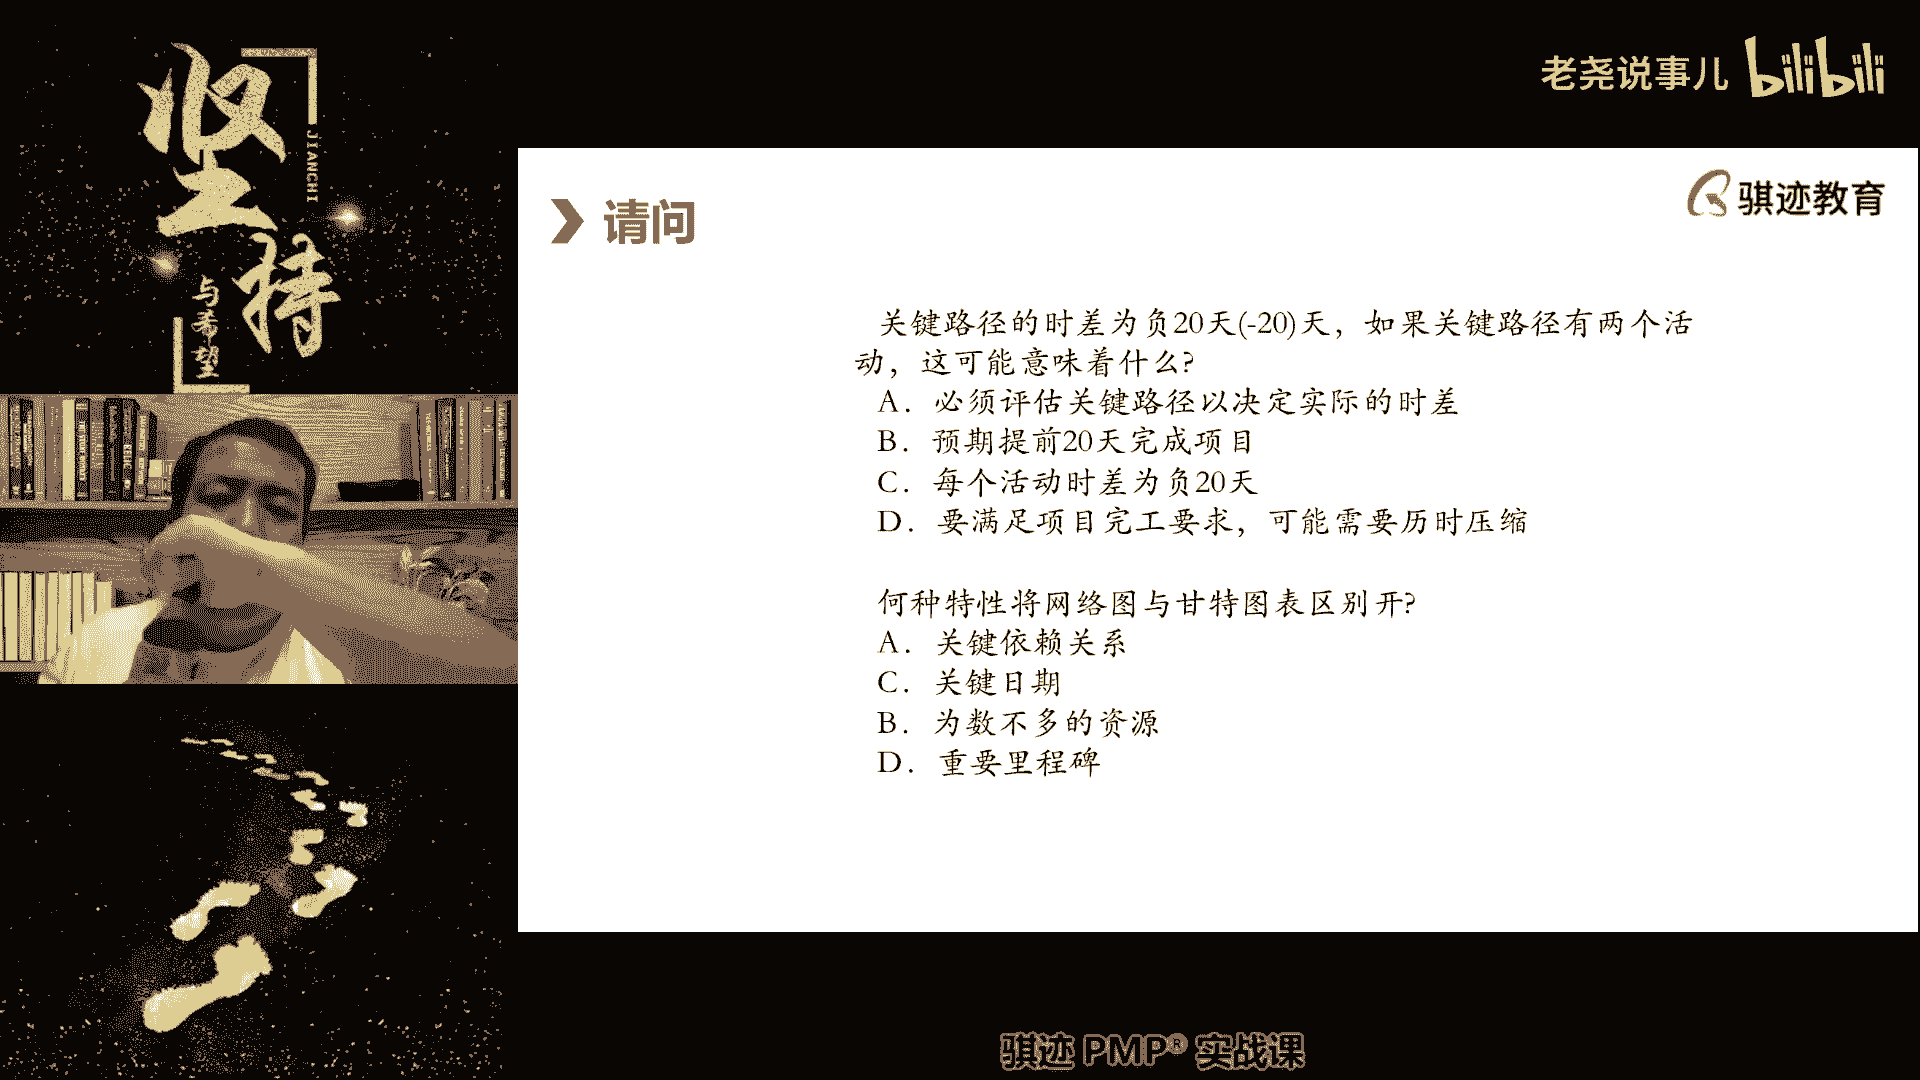 坚持
JIANCHI
与希望
老尧说事儿 bilibili
骐迹教育
请问
关键路径的时差为负20天(-20)天，如果关键路径有两个活
动，这可能意味着什么?
A．必须评估关键路径以决定实际的时差
B．预期提前20天完成项目
C．每个活动时差为负20天
D．要满足项目完工要求，可能需要历时压缩
何种特性将网络图与甘特图表区别开?
A．关键依赖关系
C．关键日期
B．为数不多的资源
D．重要里程碑
骐迹 PMP® 实战课